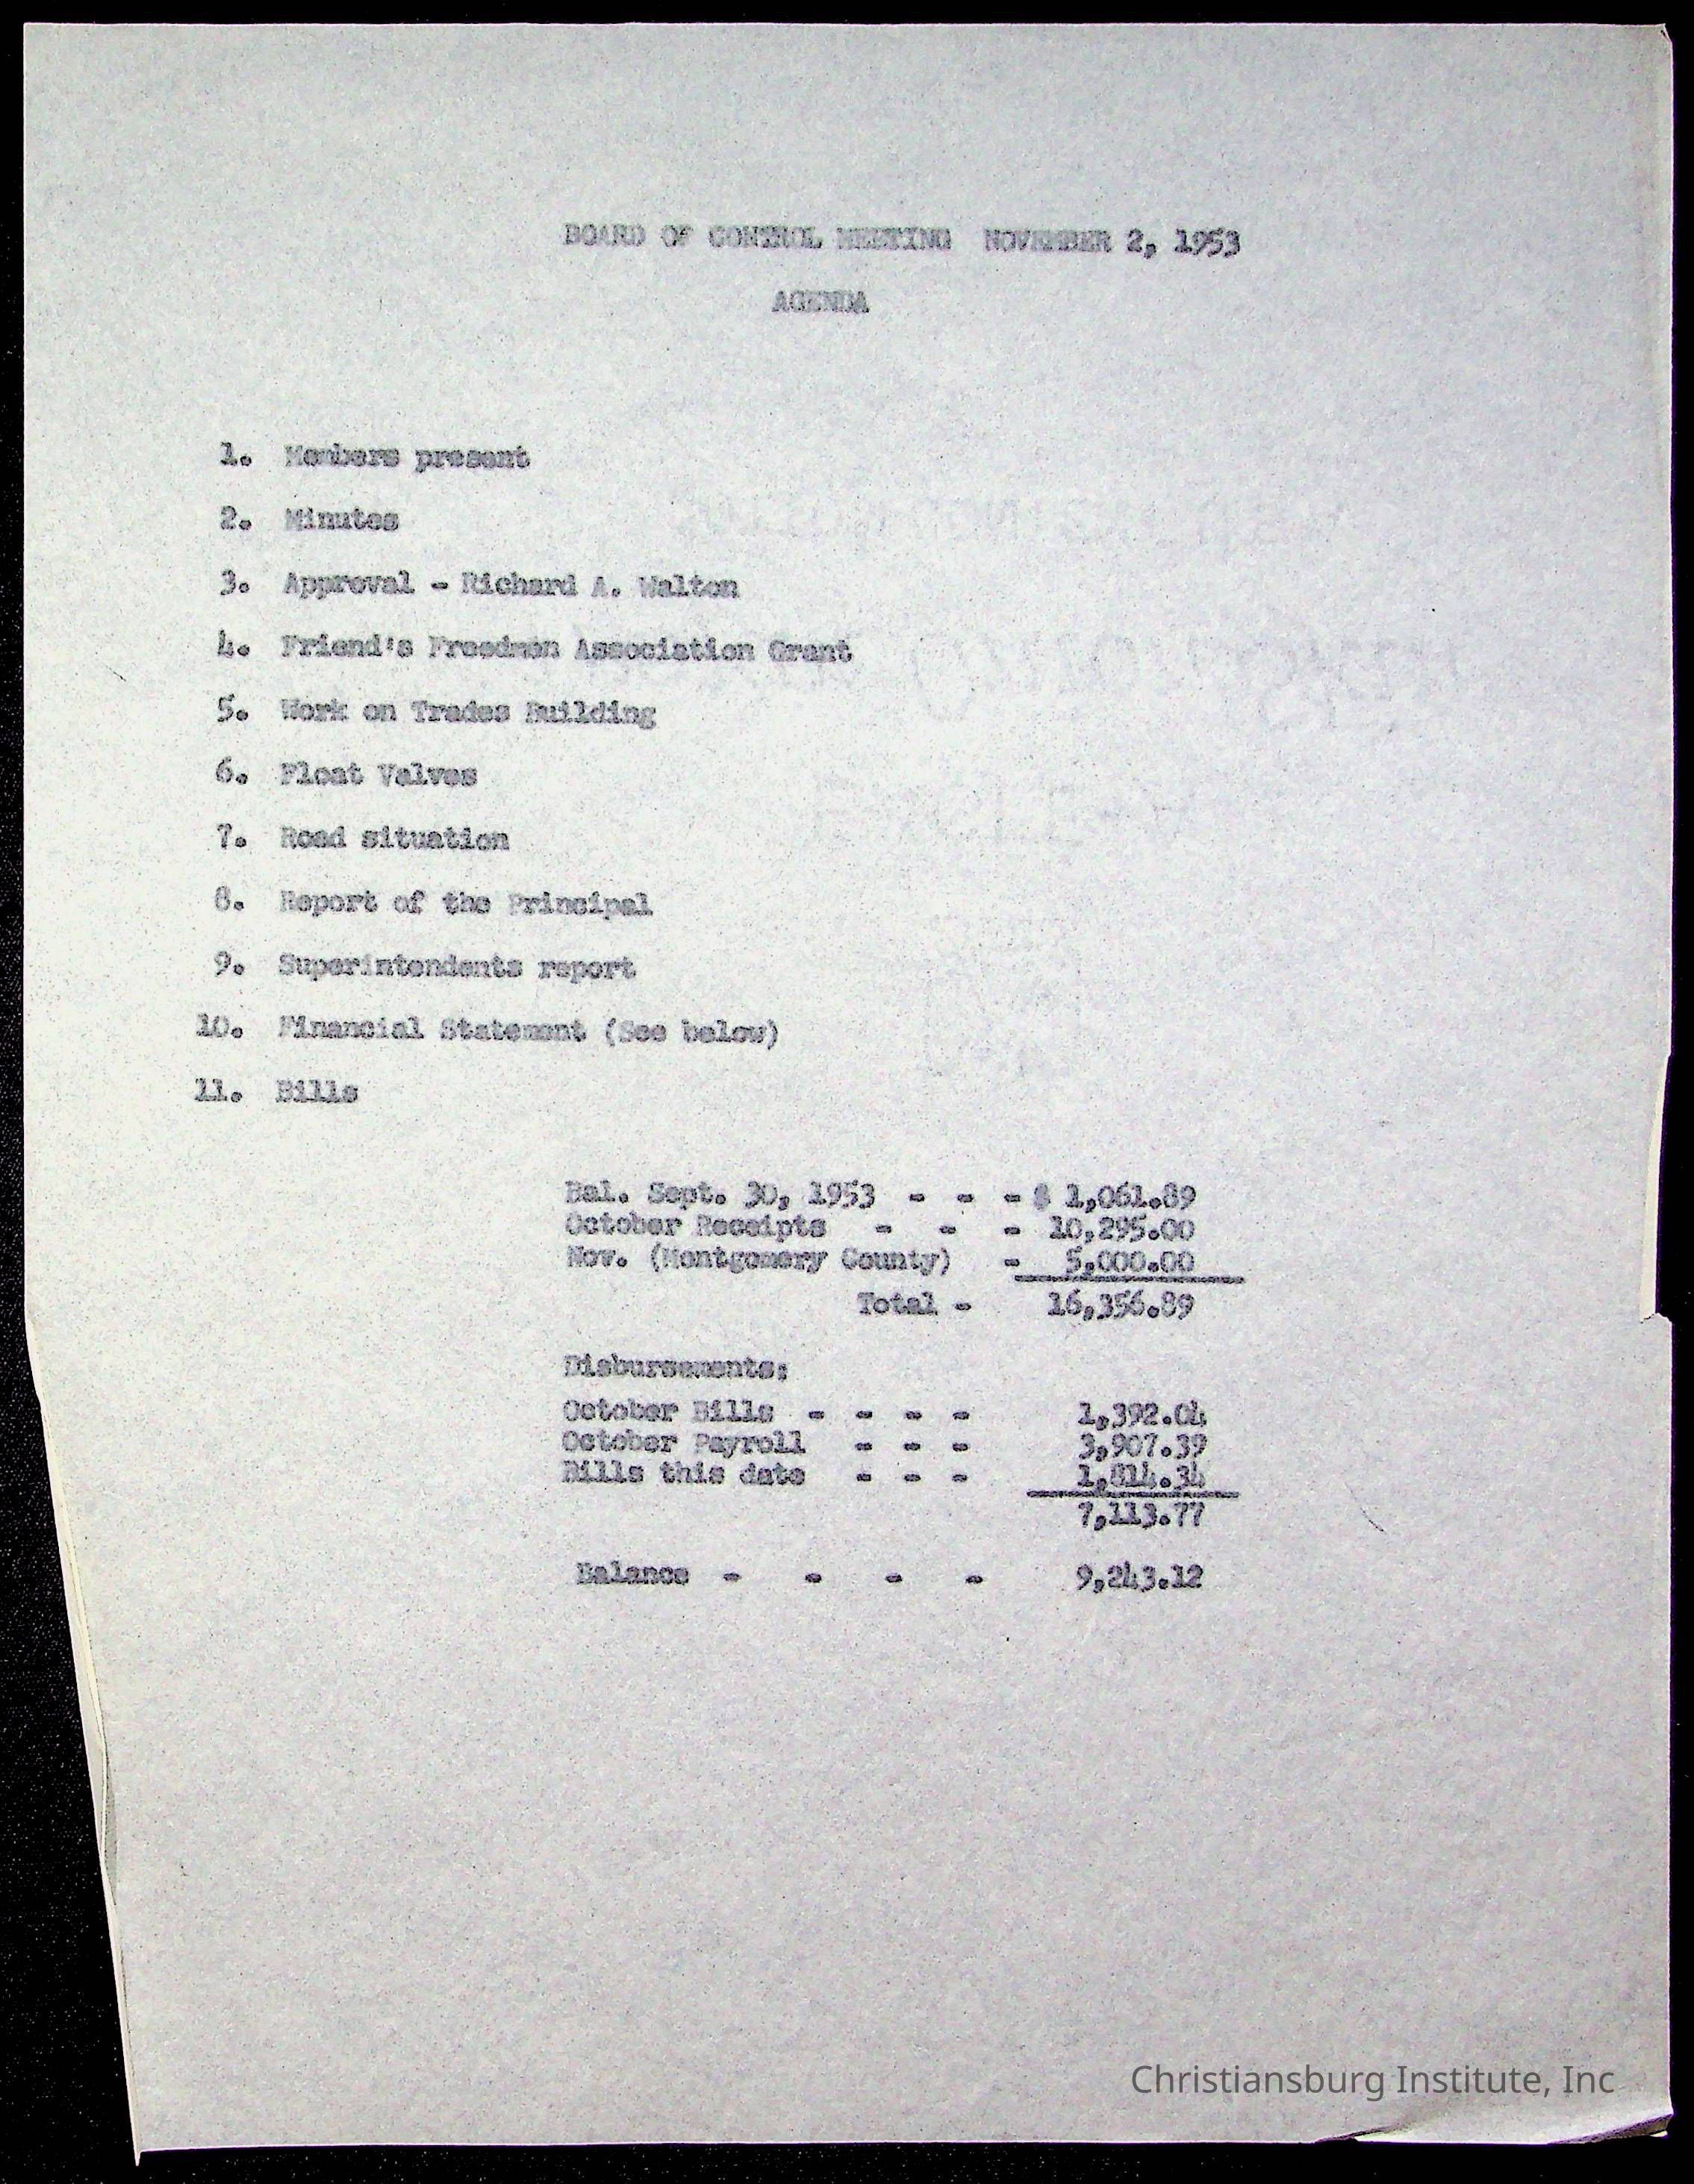 BOARD OF CONTROL MEETING NOVEMBER 2, 1953
AGENDA
1. Members present
2. Minutes
3. Approval - Richard A. Walton
4. Friend's Freedmen Association Grant
5. Work on Trades Building
6. Float Valves
7. Road situation
8. Report of the Principal
9. Superintendents report
10. Financial Statement (See below)
11. Bills
Bal. Sept. 30, 1953 - - - $ 1,061.89
October Receipts - - - 10,295.00
Nov. (Montgomery County) - 5,000.00
Total - 16,356.89
Disbursements:
October Bills - - - - 1,392.04
October Payroll - - - 3,907.39
Bills this date - - - 1,814.34
7,113.77
Balance - - - - 9,243.12
Christiansburg Institute, Inc